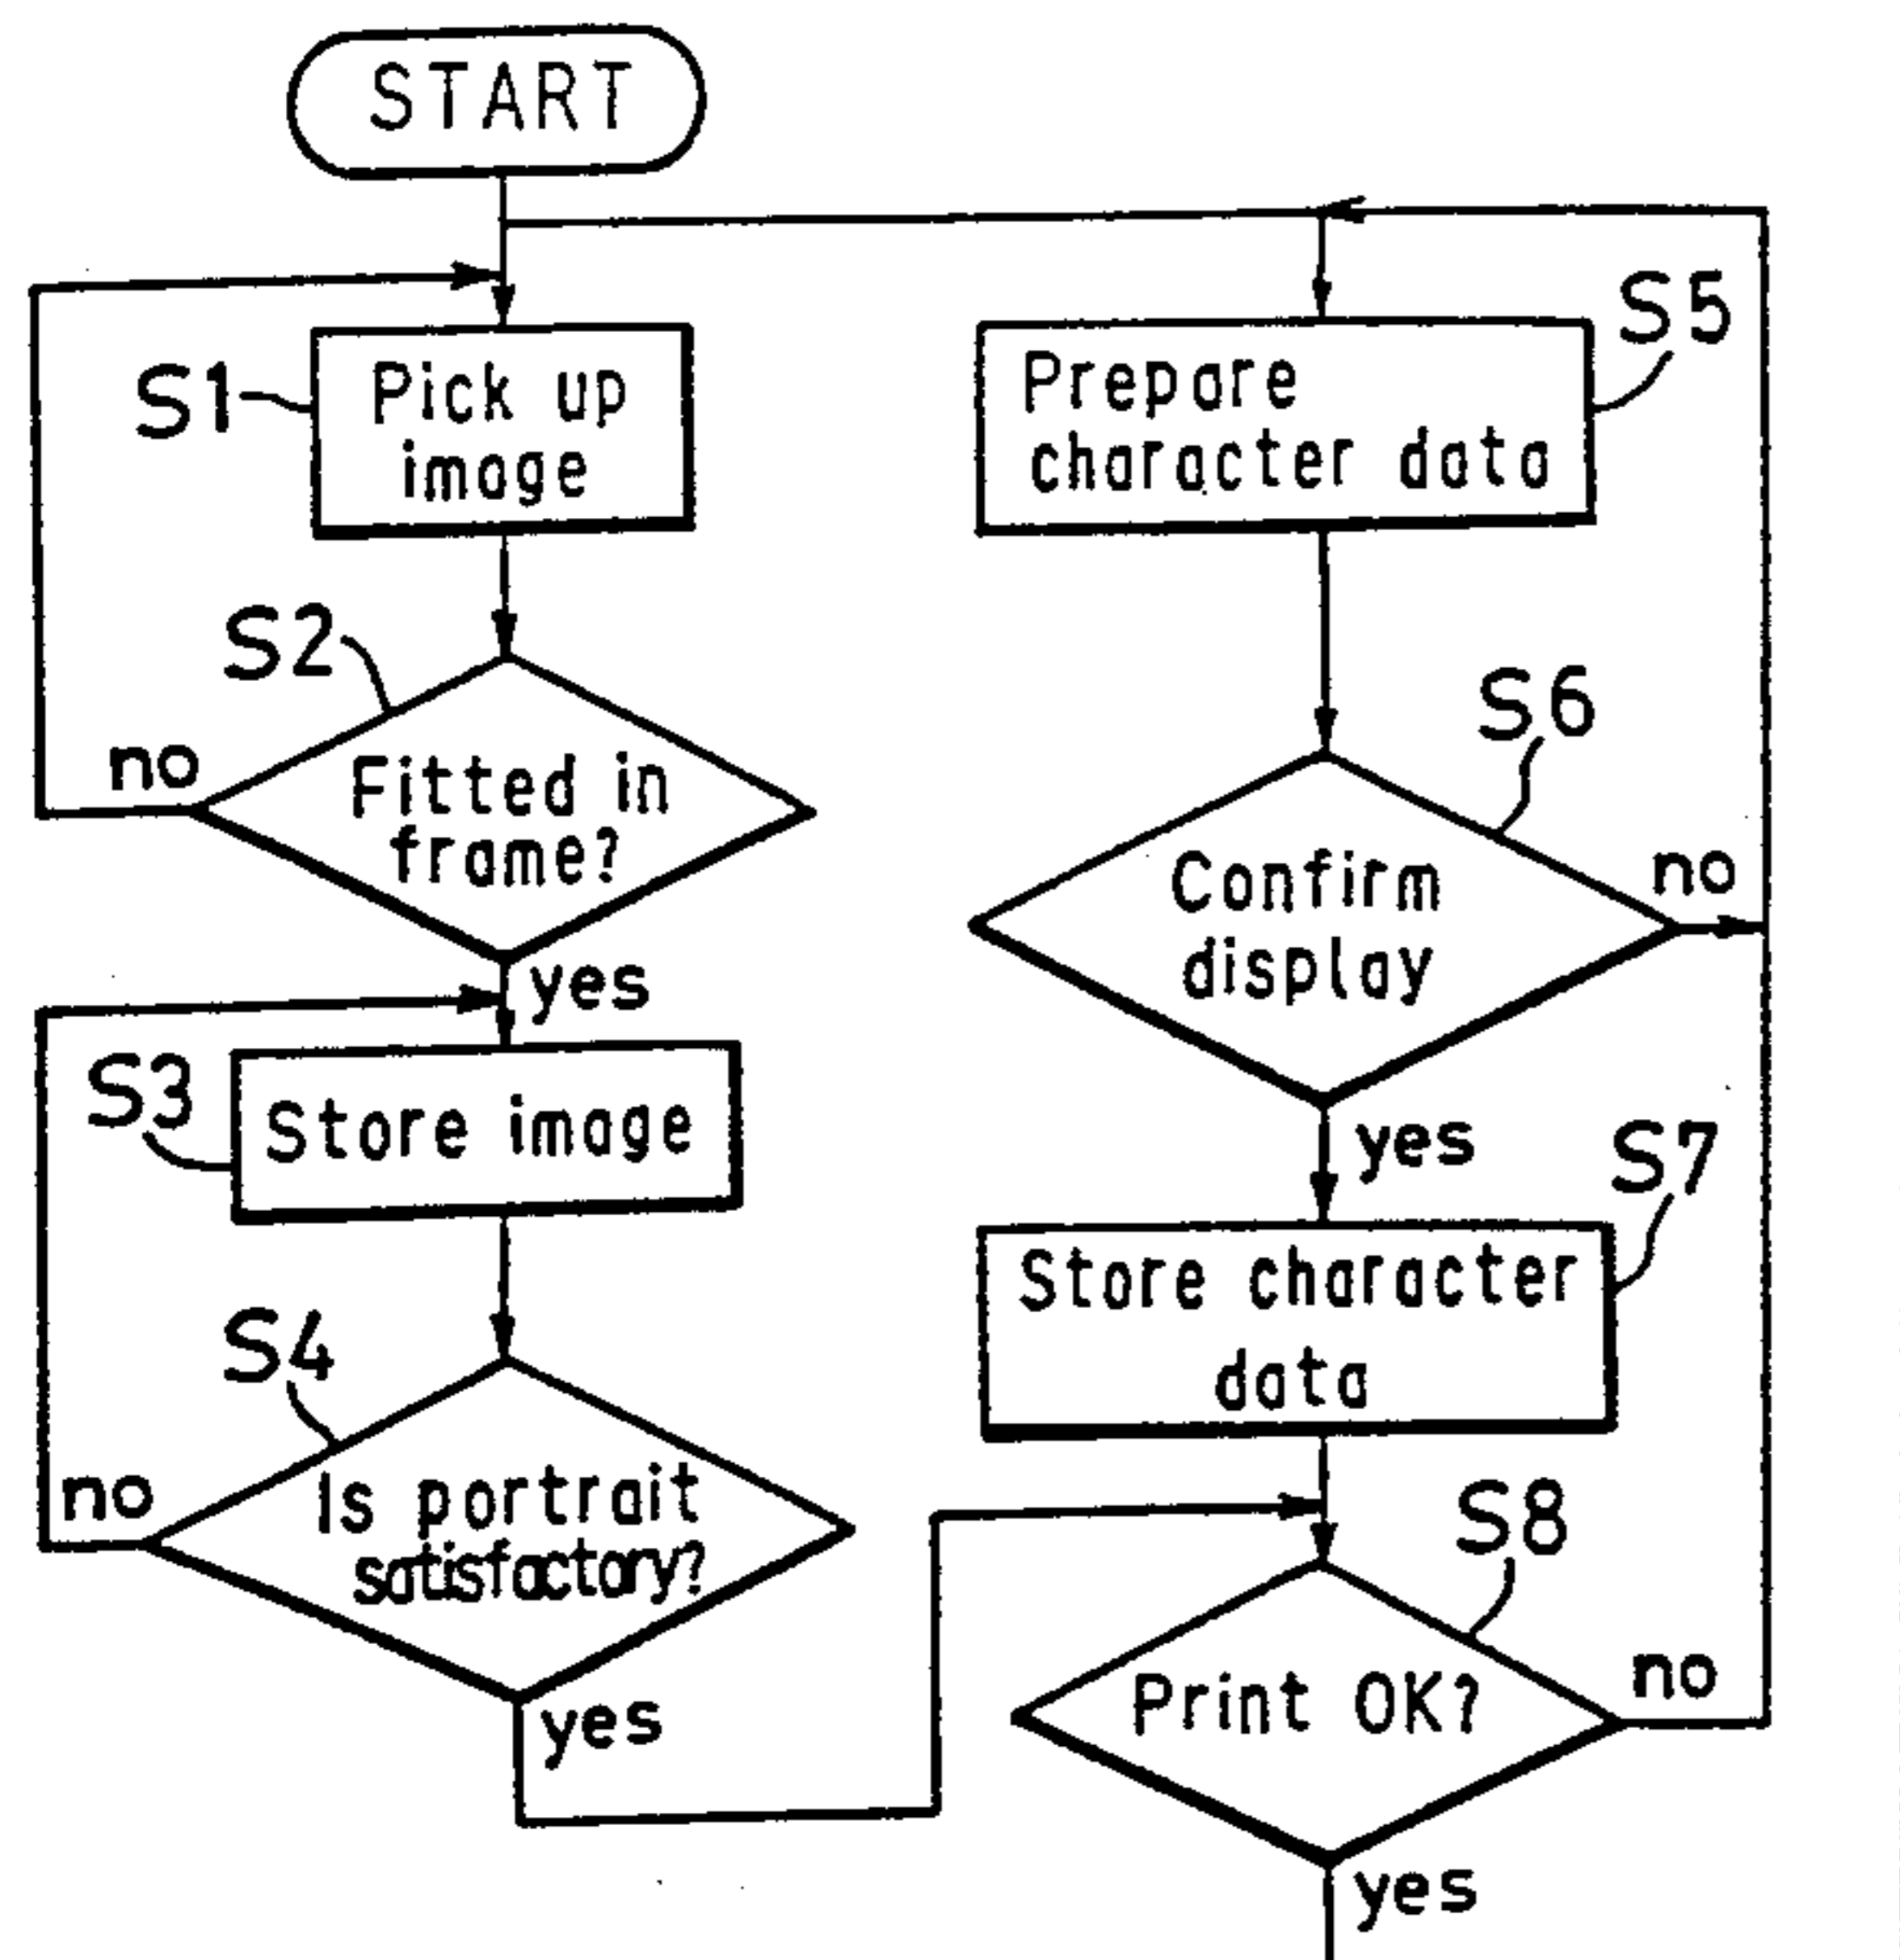 START
S1
Pick up
image
S2
no
Fitted in
frame?
yes
S3
Store image
S4
no
Is portrait
satisfactory?
yes
S5
Prepare
character data
S6
no
Confirm
display
yes
S7
Store character
data
S8
no
Print OK?
yes